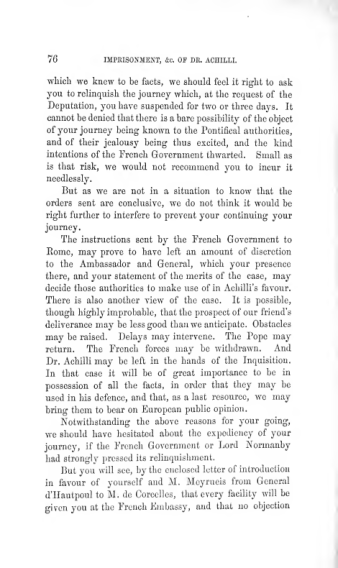 76 IMPRISONMENT, &c. OF DR. ACHILLI.
which we knew to be facts, we should feel it right to ask
you to relinquish the journey which, at the request of the
Deputation, you have suspended for two or three days. It
cannot be denied that there is a bare possibility of the object
of your journey being known to the Pontifical authorities,
and of their jealousy being thus excited, and the kind
intentions of the French Government thwarted. Small as
is that risk, we would not recommend you to incur it
needlessly.
But as we are not in a situation to know that the
orders sent are conclusive, we do not think it would be
right further to interfere to prevent your continuing your
journey.
The instructions sent by the French Government to
Rome, may prove to have left an amount of discretion
to the Ambassador and General, which your presence
there, and your statement of the merits of the case, may
decide those authorities to make use of in Achilli's favour.
There is also another view of the case. It is possible,
though highly improbable, that the prospect of our friend's
deliverance may be less good than we anticipate. Obstacles
may be raised. Delays may intervene. The Pope may
return. The French forces may be withdrawn. And
Dr. Achilli may be left in the hands of the Inquisition.
In that case it will be of great importance to be in
possession of all the facts, in order that they may be
used in his defence, and that, as a last resource, we may
bring them to bear on European public opinion.
Notwithstanding the above reasons for your going,
we should have hesitated about the expediency of your
journey, if the French Government or Lord Normanby
had strongly pressed its relinquishment.
But you will see, by the enclosed letter of introduction
in favour of yourself and M. Meyrueis from General
d'Hautpoul to M. de Corcelles, that every facility will be
given you at the French Embassy, and that no objection